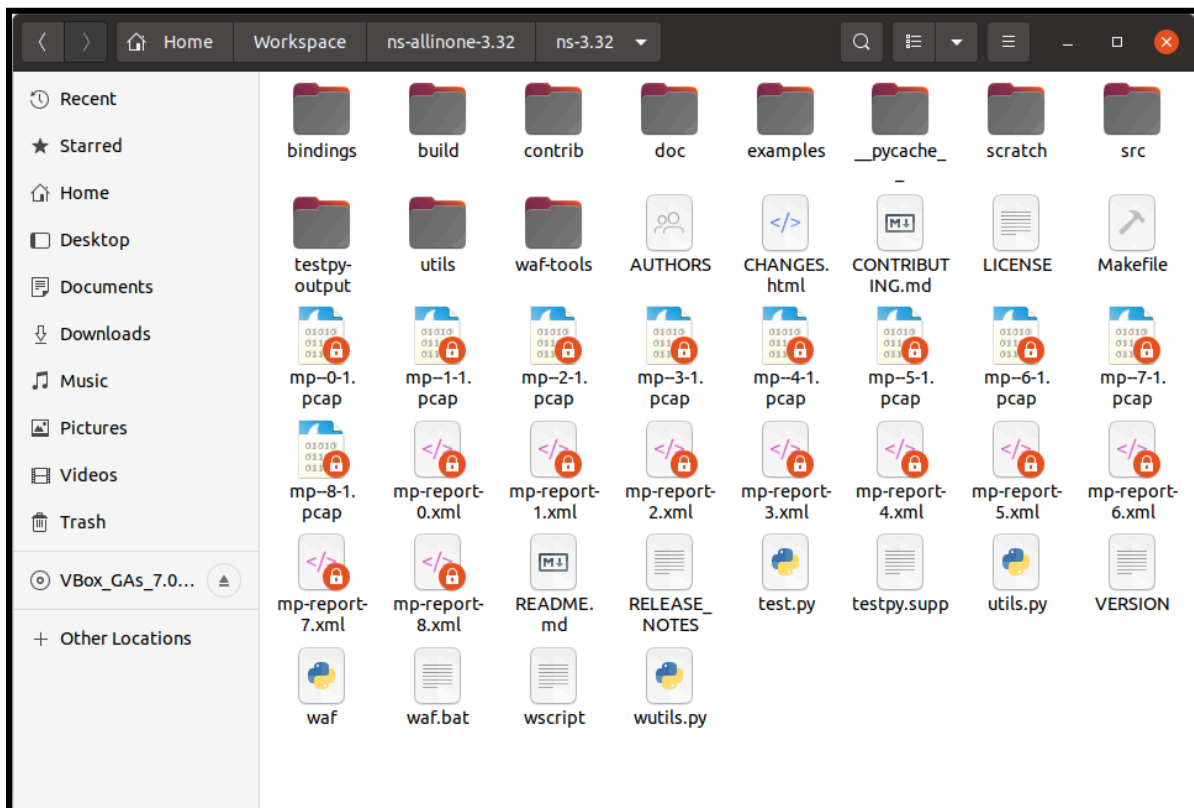 Home Workspace ns-allinone-3.32 ns-3.32
Recent
Starred
Home
Desktop
Documents
Downloads
Music
Pictures
Videos
Trash
VBox_GAs_7.0...
Other Locations
bindings build contrib doc examples __pycache_ scratch src
_
testpy- utils waf-tools AUTHORS CHANGES. CONTRIBUT LICENSE Makefile
output html ING.md
mp--0-1. mp--1-1. mp--2-1. mp--3-1. mp--4-1. mp--5-1. mp--6-1. mp--7-1.
pcap pcap pcap pcap pcap pcap pcap pcap
mp--8-1. mp-report- mp-report- mp-report- mp-report- mp-report- mp-report- mp-report-
pcap 0.xml 1.xml 2.xml 3.xml 4.xml 5.xml 6.xml
mp-report- mp-report- README. RELEASE_ test.py testpy.supp utils.py VERSION
7.xml 8.xml md NOTES
waf waf.bat wscript wutils.py